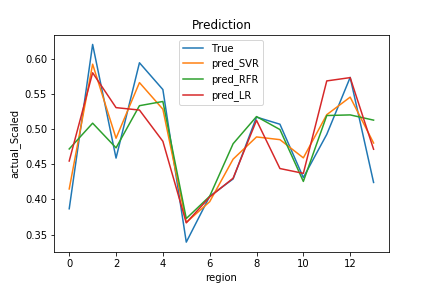 Prediction
True
pred_SVR
pred_RFR
pred_LR
actual_Scaled
0.60
0.55
0.50
0.45
0.40
0.35
0 2 4 6 8 10 12
region